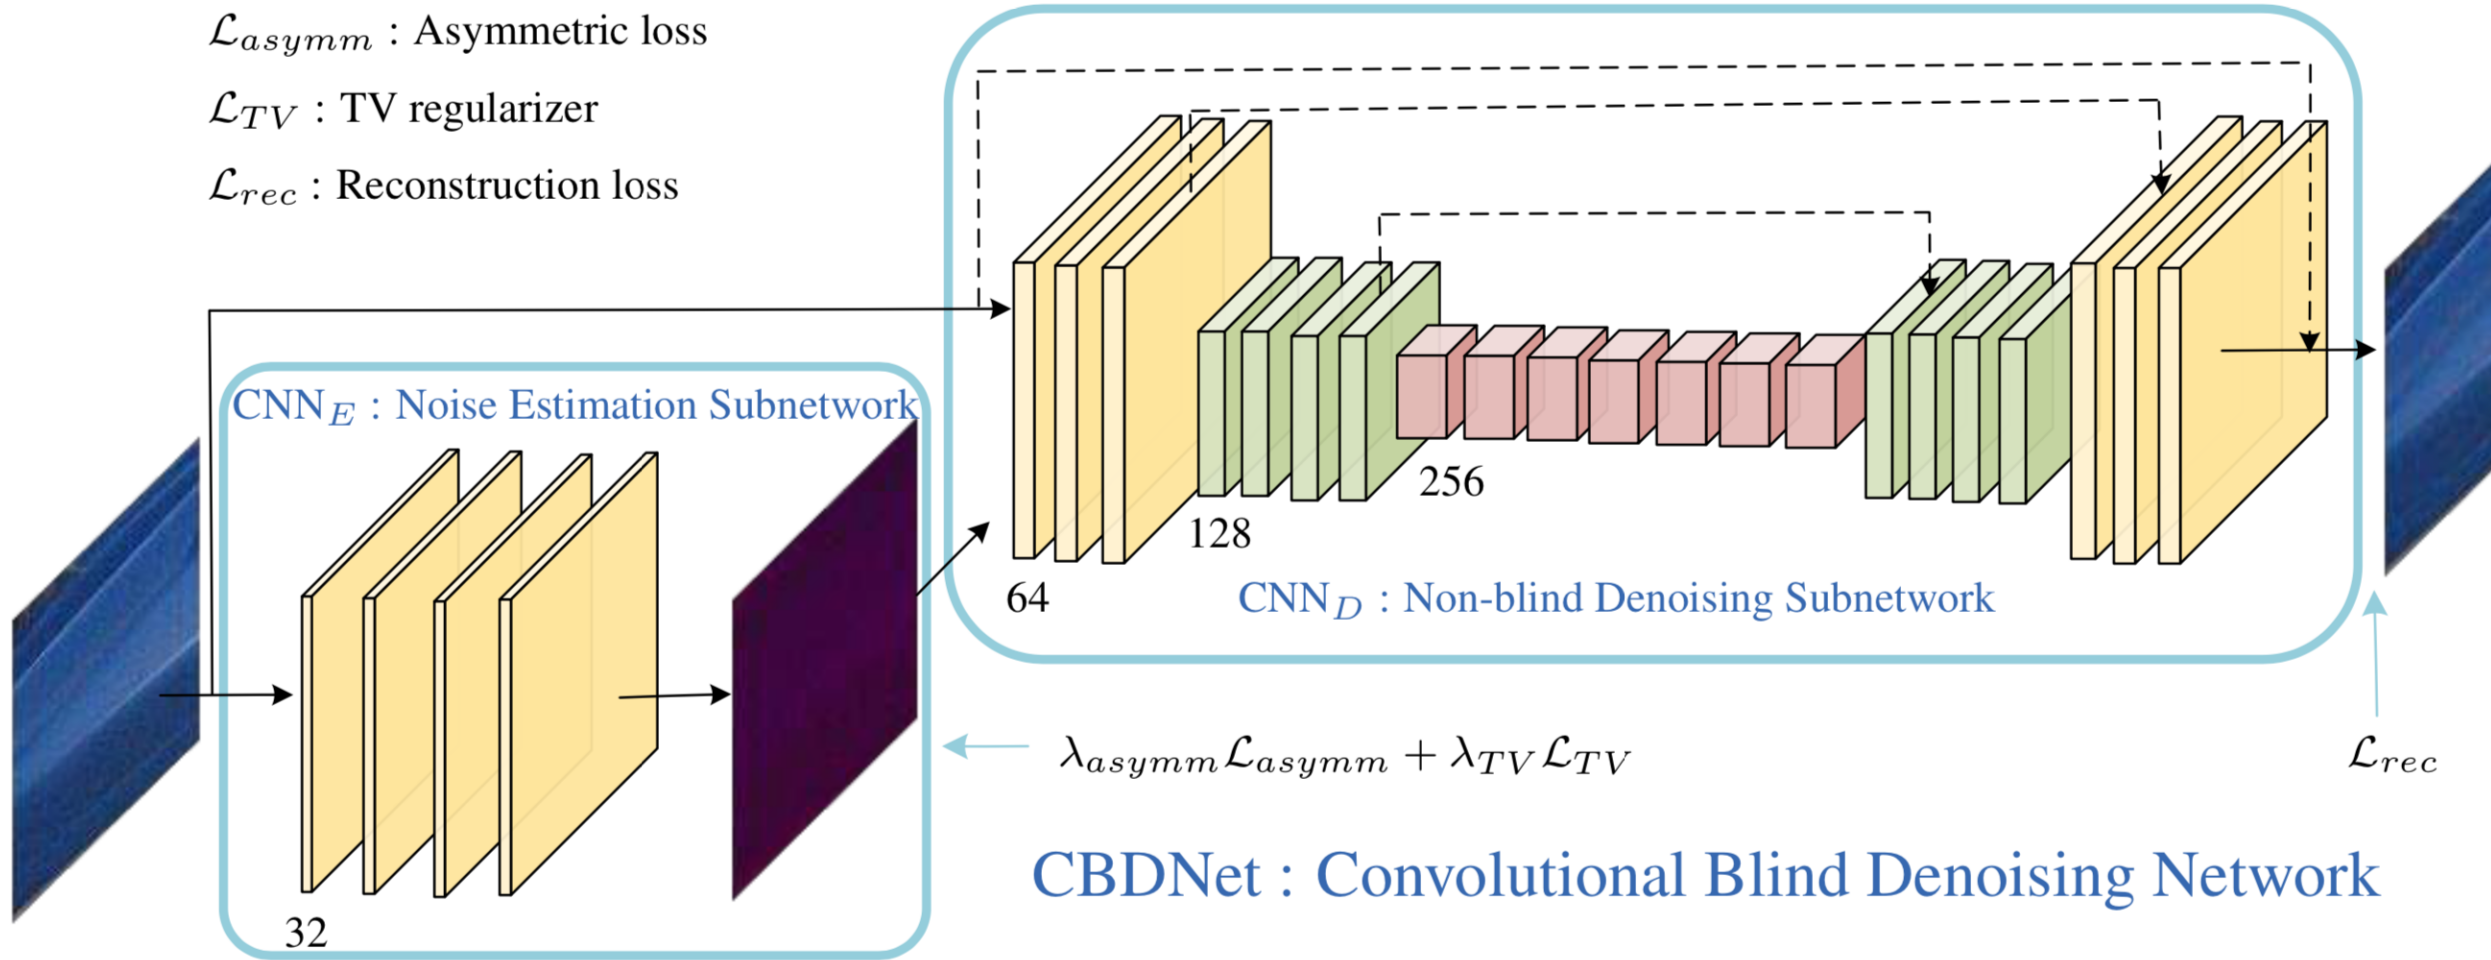 ℒ_asymm : Asymmetric loss
ℒ_TV : TV regularizer
ℒ_rec : Reconstruction loss
CNN_E : Noise Estimation Subnetwork
32
64
128
256
CNN_D : Non-blind Denoising Subnetwork
λ_asymm ℒ_asymm + λ_TV ℒ_TV
ℒ_rec
CBDNet : Convolutional Blind Denoising Network